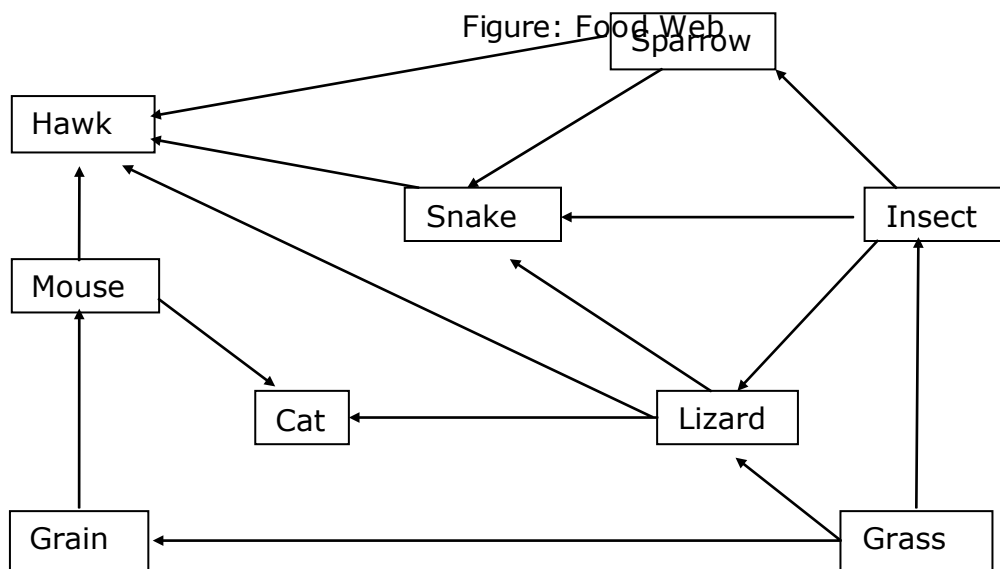 Figure: Food Web
Sparrow
Hawk
Snake
Insect
Mouse
Cat
Lizard
Grain
Grass